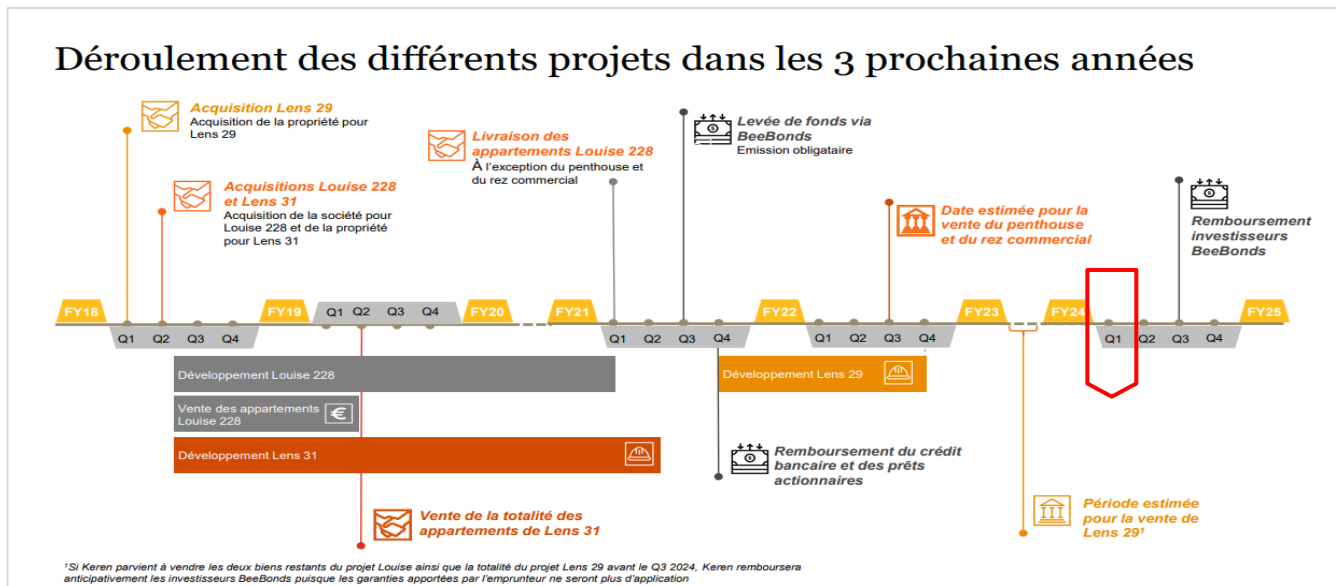 Déroulement des différents projets dans les 3 prochaines années
Acquisition Lens 29
Acquisition de la propriété pour
Lens 29
Acquisitions Louise 228
et Lens 31
Acquisition de la société pour
Louise 228 et de la propriété
pour Lens 31
Livraison des
appartements Louise 228
À l'exception du penthouse et
du rez commercial
Levée de fonds via
BeeBonds
Emission obligataire
Date estimée pour la
vente du penthouse
et du rez commercial
Remboursement
investisseurs
BeeBonds
FY18
Q1 Q2 Q3 Q4
FY19
Q1 Q2 Q3 Q4
FY20
FY21
Q1 Q2 Q3 Q4
FY22
Q1 Q2 Q3 Q4
FY23
FY24
Q1 Q2 Q3 Q4
FY25
Développement Louise 228
Développement Lens 29
Vente des appartements
Louise 228
€
Développement Lens 31
Remboursement du crédit
bancaire et des prêts
actionnaires
Vente de la totalité des
appartements de Lens 31
Période estimée
pour la vente de
Lens 29¹
¹Si Keren parvient à vendre les deux biens restants du projet Louise ainsi que la totalité du projet Lens 29 avant le Q3 2024, Keren remboursera
anticipativement les investisseurs BeeBonds puisque les garanties apportées par l'emprunteur ne seront plus d'application